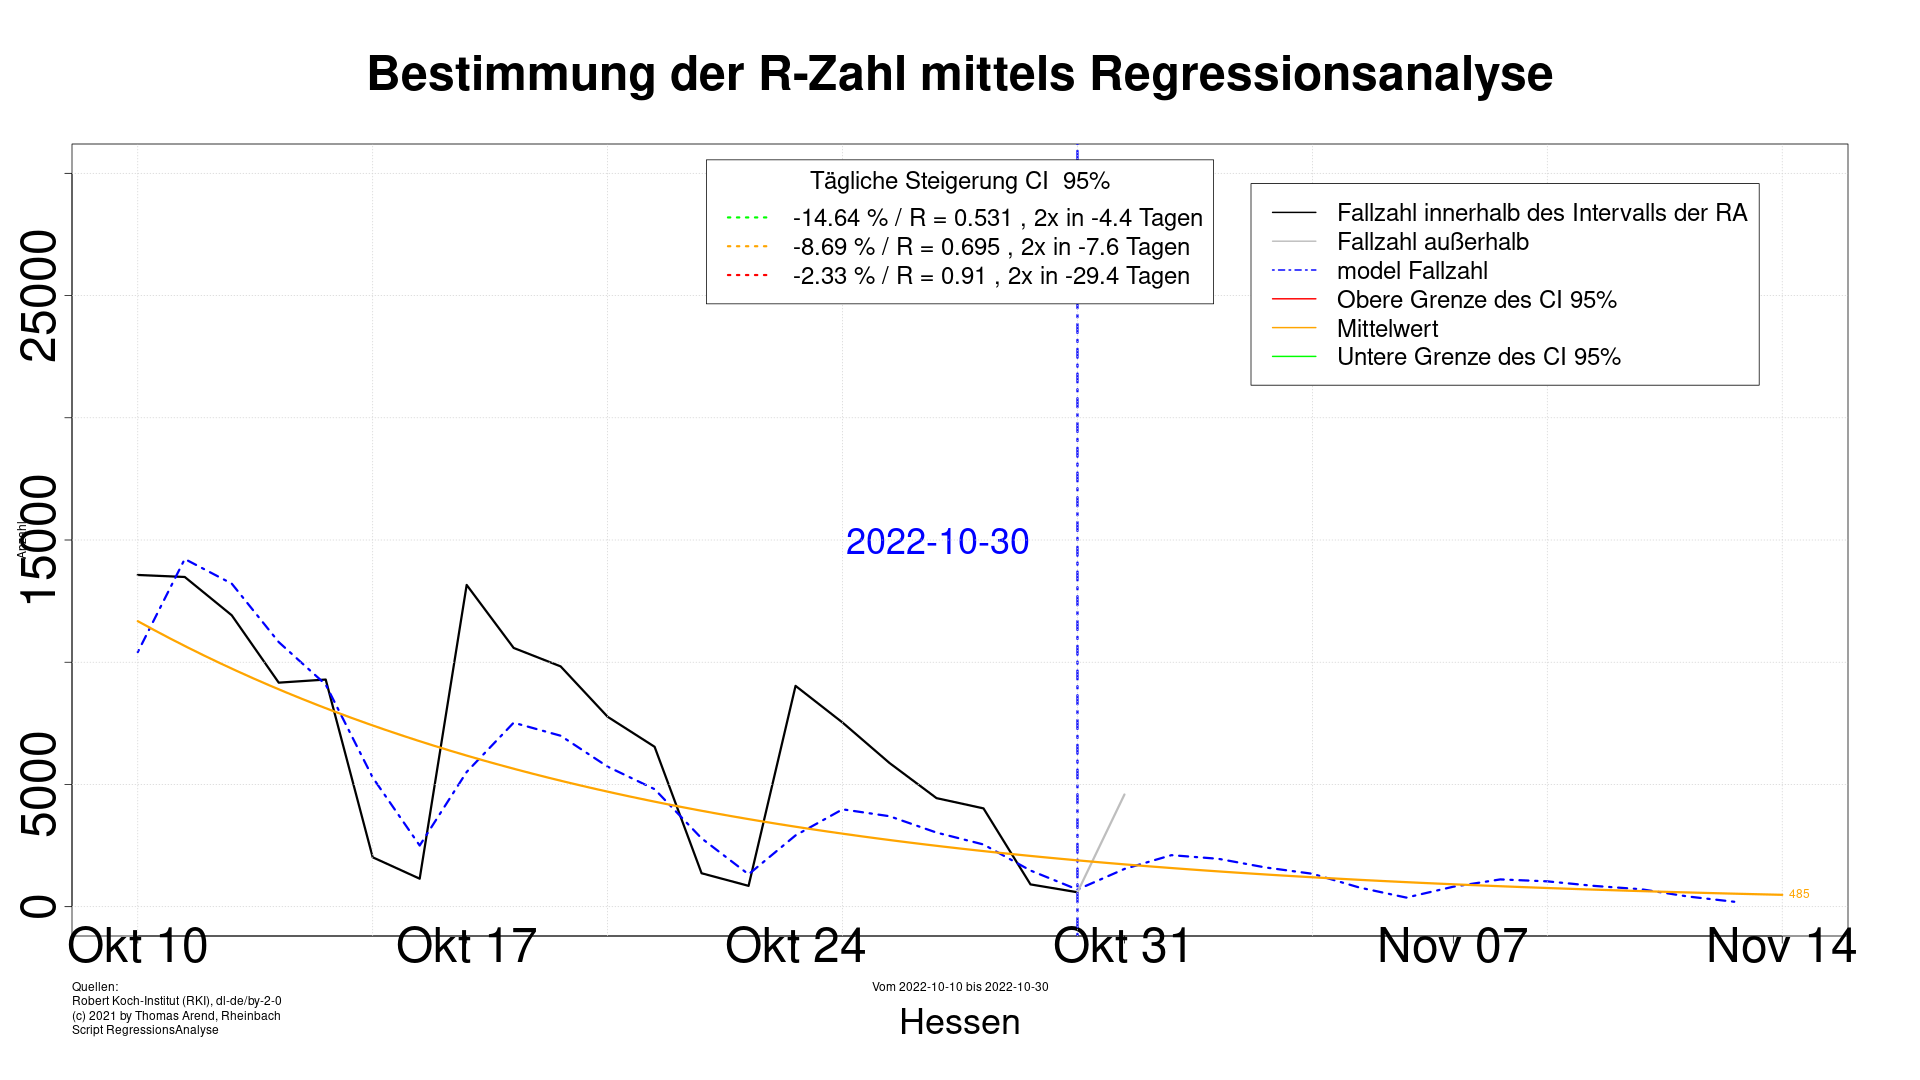 Bestimmung der R-Zahl mittels Regressionsanalyse
Tägliche Steigerung CI  95%
-14.64 % / R = 0.531 , 2x in -4.4 Tagen
-8.69 % / R = 0.695 , 2x in -7.6 Tagen
-2.33 % / R = 0.91 , 2x in -29.4 Tagen
Fallzahl innerhalb des Intervalls der RA
Fallzahl außerhalb
model Fallzahl
Obere Grenze des CI 95%
Mittelwert
Untere Grenze des CI 95%
25000
15000
5000
0
Anzahl
2022-10-30
485
Okt 10
Okt 17
Okt 24
Okt 31
Nov 07
Nov 14
Quellen:
Robert Koch-Institut (RKI), dl-de/by-2-0
(c) 2021 by Thomas Arend, Rheinbach
Script RegressionsAnalyse
Vom 2022-10-10 bis 2022-10-30
Hessen